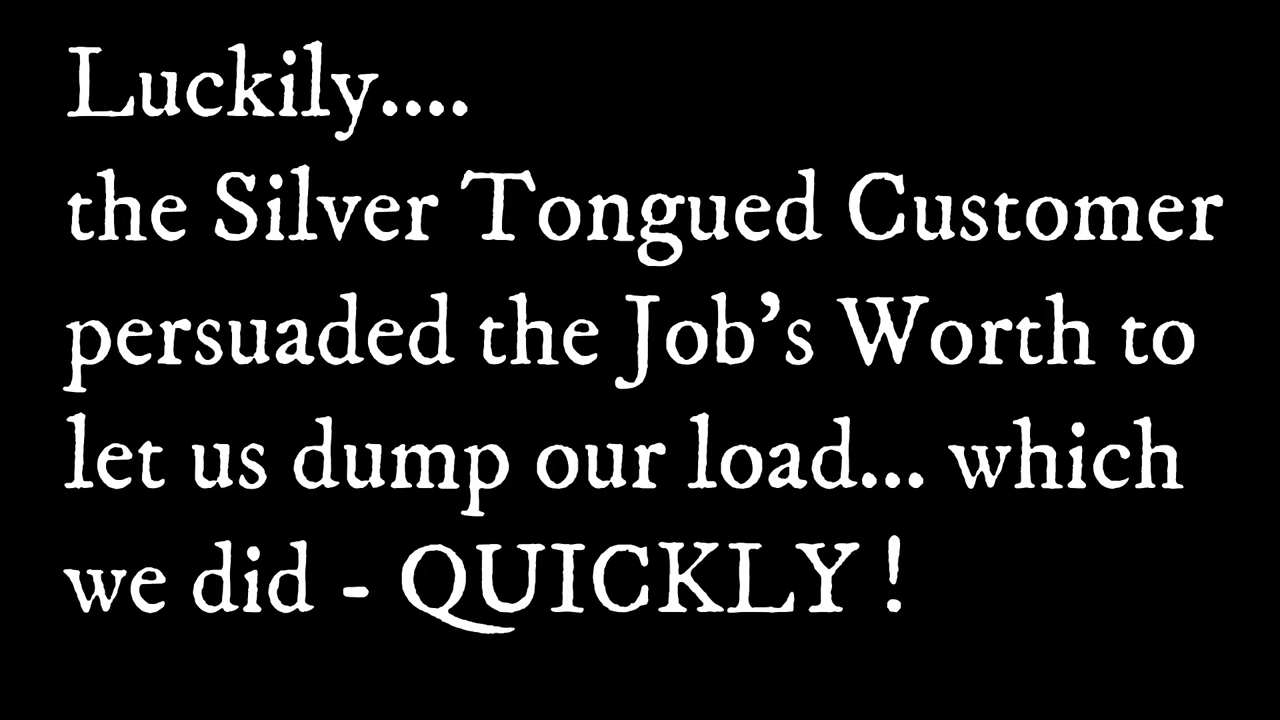 Luckily....
the Silver Tongued Customer
persuaded the Job's Worth to
let us dump our load... which
we did - QUICKLY !